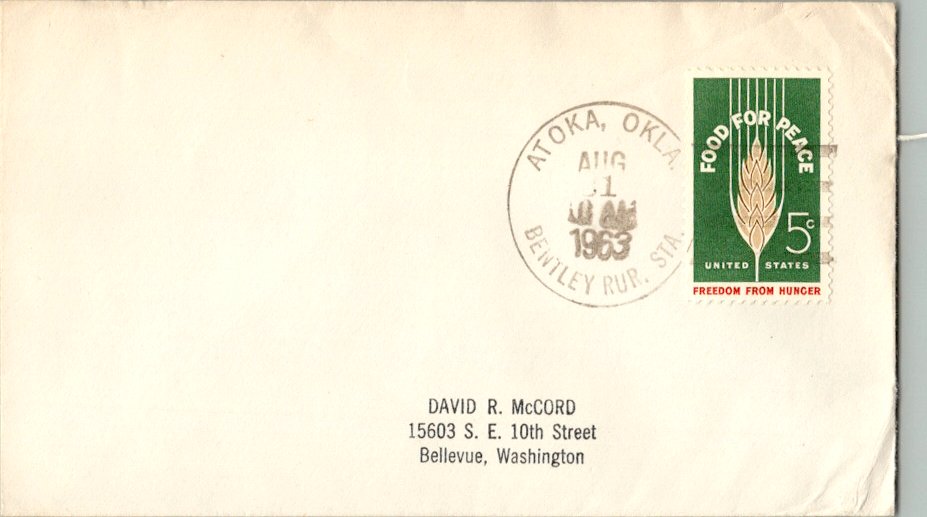 ATOKA, OKLA.
AUG
1963
BENTLEY RUR. STA.
FOOD FOR PEACE
5c
UNITED STATES
FREEDOM FROM HUNGER
DAVID R. McCORD
15603 S. E. 10th Street
Bellevue, Washington